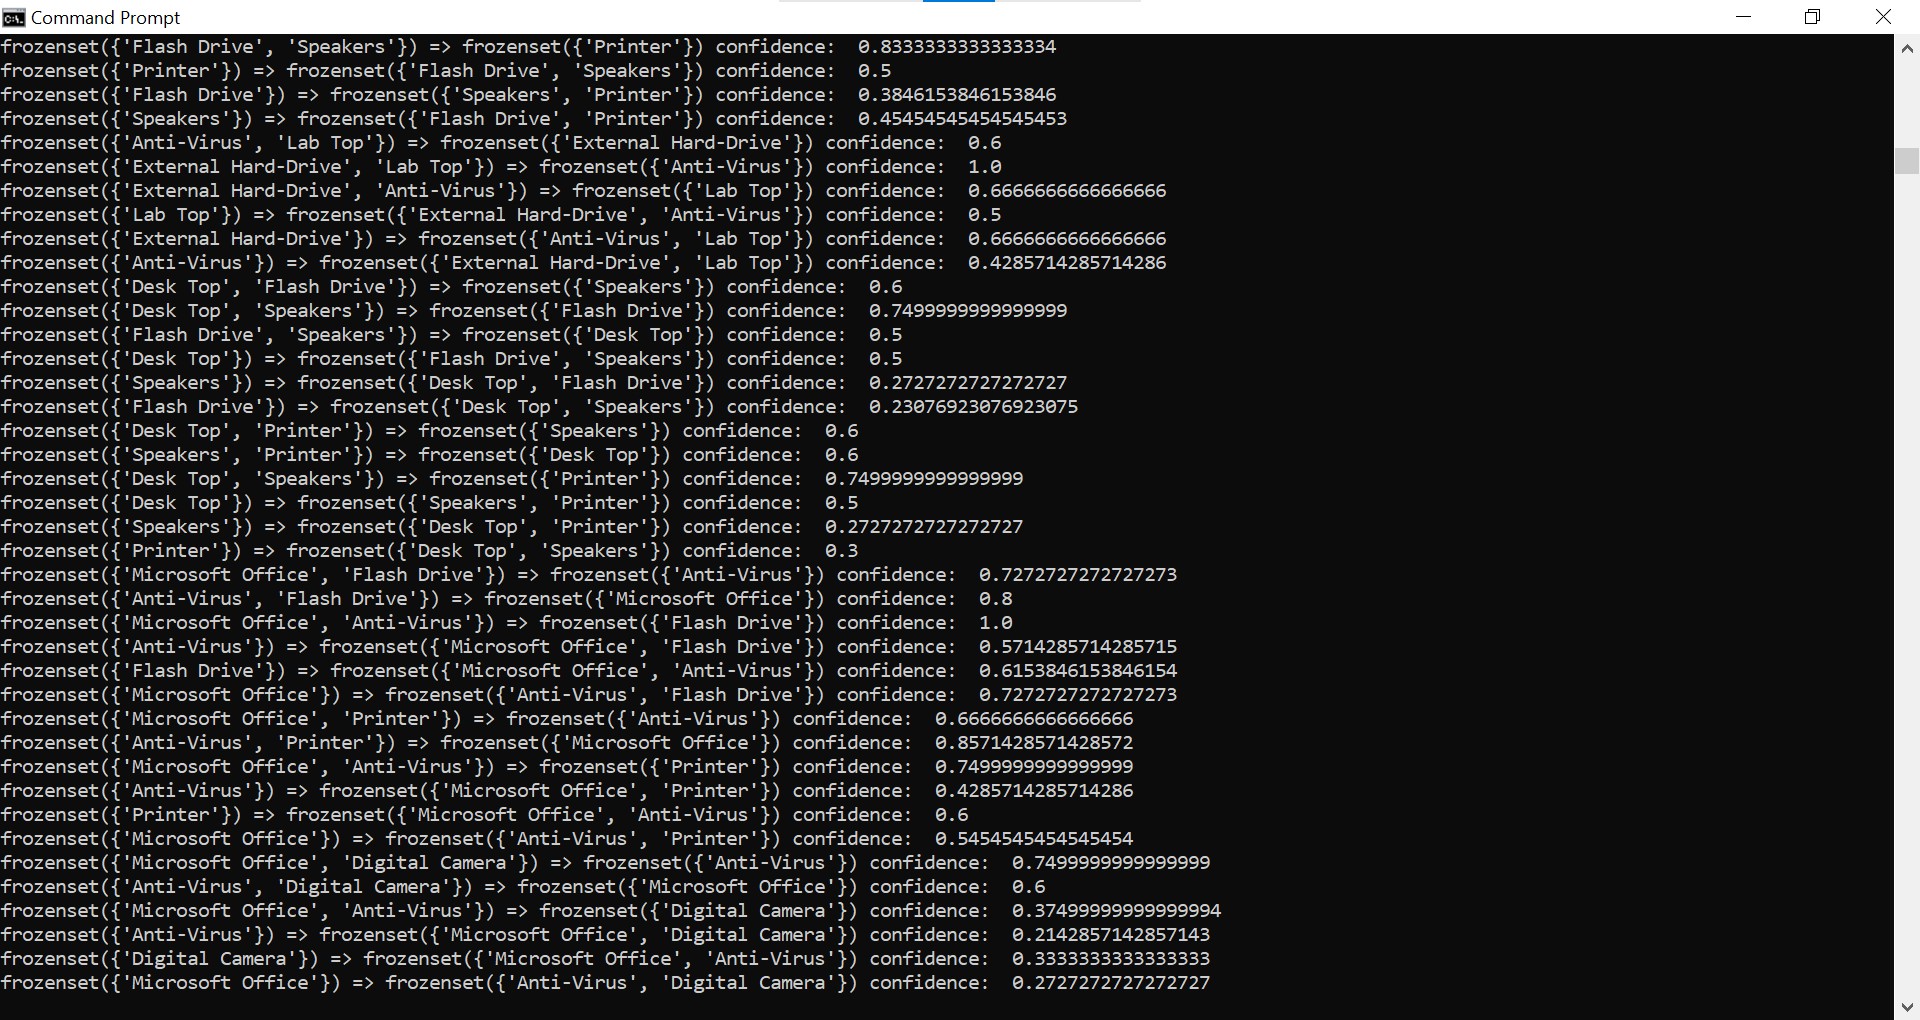 Command Prompt
frozenset({'Flash Drive', 'Speakers'}) => frozenset({'Printer'}) confidence:  0.8333333333333334
frozenset({'Printer'}) => frozenset({'Flash Drive', 'Speakers'}) confidence:  0.5
frozenset({'Flash Drive'}) => frozenset({'Speakers', 'Printer'}) confidence:  0.3846153846153846
frozenset({'Speakers'}) => frozenset({'Flash Drive', 'Printer'}) confidence:  0.45454545454545453
frozenset({'Anti-Virus', 'Lab Top'}) => frozenset({'External Hard-Drive'}) confidence:  0.6
frozenset({'External Hard-Drive', 'Lab Top'}) => frozenset({'Anti-Virus'}) confidence:  1.0
frozenset({'External Hard-Drive', 'Anti-Virus'}) => frozenset({'Lab Top'}) confidence:  0.6666666666666666
frozenset({'Lab Top'}) => frozenset({'External Hard-Drive', 'Anti-Virus'}) confidence:  0.5
frozenset({'External Hard-Drive'}) => frozenset({'Anti-Virus', 'Lab Top'}) confidence:  0.6666666666666666
frozenset({'Anti-Virus'}) => frozenset({'External Hard-Drive', 'Lab Top'}) confidence:  0.4285714285714286
frozenset({'Desk Top', 'Flash Drive'}) => frozenset({'Speakers'}) confidence:  0.6
frozenset({'Desk Top', 'Speakers'}) => frozenset({'Flash Drive'}) confidence:  0.7499999999999999
frozenset({'Flash Drive', 'Speakers'}) => frozenset({'Desk Top'}) confidence:  0.5
frozenset({'Desk Top'}) => frozenset({'Flash Drive', 'Speakers'}) confidence:  0.5
frozenset({'Speakers'}) => frozenset({'Desk Top', 'Flash Drive'}) confidence:  0.2727272727272727
frozenset({'Flash Drive'}) => frozenset({'Desk Top', 'Speakers'}) confidence:  0.23076923076923075
frozenset({'Desk Top', 'Printer'}) => frozenset({'Speakers'}) confidence:  0.6
frozenset({'Speakers', 'Printer'}) => frozenset({'Desk Top'}) confidence:  0.6
frozenset({'Desk Top', 'Speakers'}) => frozenset({'Printer'}) confidence:  0.7499999999999999
frozenset({'Desk Top'}) => frozenset({'Speakers', 'Printer'}) confidence:  0.5
frozenset({'Speakers'}) => frozenset({'Desk Top', 'Printer'}) confidence:  0.2727272727272727
frozenset({'Printer'}) => frozenset({'Desk Top', 'Speakers'}) confidence:  0.3
frozenset({'Microsoft Office', 'Flash Drive'}) => frozenset({'Anti-Virus'}) confidence:  0.7272727272727273
frozenset({'Anti-Virus', 'Flash Drive'}) => frozenset({'Microsoft Office'}) confidence:  0.8
frozenset({'Microsoft Office', 'Anti-Virus'}) => frozenset({'Flash Drive'}) confidence:  1.0
frozenset({'Anti-Virus'}) => frozenset({'Microsoft Office', 'Flash Drive'}) confidence:  0.5714285714285715
frozenset({'Flash Drive'}) => frozenset({'Microsoft Office', 'Anti-Virus'}) confidence:  0.6153846153846154
frozenset({'Microsoft Office'}) => frozenset({'Anti-Virus', 'Flash Drive'}) confidence:  0.7272727272727273
frozenset({'Microsoft Office', 'Printer'}) => frozenset({'Anti-Virus'}) confidence:  0.6666666666666666
frozenset({'Anti-Virus', 'Printer'}) => frozenset({'Microsoft Office'}) confidence:  0.8571428571428572
frozenset({'Microsoft Office', 'Anti-Virus'}) => frozenset({'Printer'}) confidence:  0.7499999999999999
frozenset({'Anti-Virus'}) => frozenset({'Microsoft Office', 'Printer'}) confidence:  0.4285714285714286
frozenset({'Printer'}) => frozenset({'Microsoft Office', 'Anti-Virus'}) confidence:  0.6
frozenset({'Microsoft Office'}) => frozenset({'Anti-Virus', 'Printer'}) confidence:  0.5454545454545454
frozenset({'Microsoft Office', 'Digital Camera'}) => frozenset({'Anti-Virus'}) confidence:  0.7499999999999999
frozenset({'Anti-Virus', 'Digital Camera'}) => frozenset({'Microsoft Office'}) confidence:  0.6
frozenset({'Microsoft Office', 'Anti-Virus'}) => frozenset({'Digital Camera'}) confidence:  0.37499999999999994
frozenset({'Anti-Virus'}) => frozenset({'Microsoft Office', 'Digital Camera'}) confidence:  0.2142857142857143
frozenset({'Digital Camera'}) => frozenset({'Microsoft Office', 'Anti-Virus'}) confidence:  0.3333333333333333
frozenset({'Microsoft Office'}) => frozenset({'Anti-Virus', 'Digital Camera'}) confidence:  0.2727272727272727